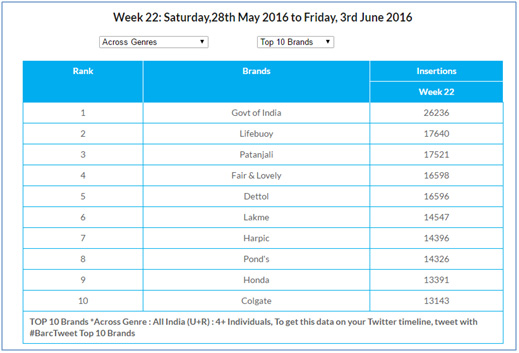 Week 22: Saturday,28th May 2016 to Friday, 3rd June 2016
Across Genres Top 10 Brands
Rank Brands Insertions
Week 22
1 Govt of India 26236
2 Lifebuoy 17640
3 Patanjali 17521
4 Fair & Lovely 16598
5 Dettol 16596
6 Lakme 14547
7 Harpic 14396
8 Pond's 14326
9 Honda 13391
10 Colgate 13143
TOP 10 Brands *Across Genre : All India (U+R) : 4+ Individuals, To get this data on your Twitter timeline, tweet with
#BarcTweet Top 10 Brands